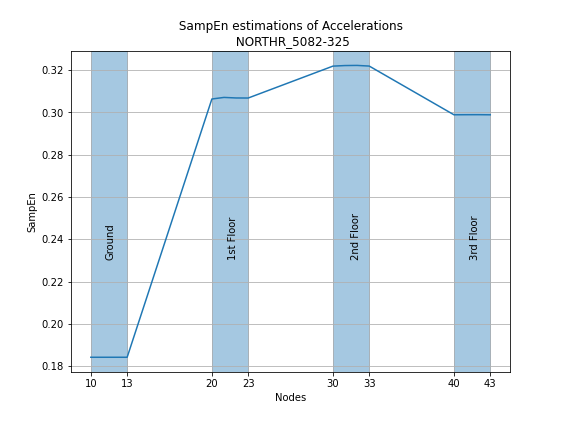 SampEn estimations of Accelerations
NORTHR_5082-325
0.32
0.30
0.28
0.26
0.24
0.22
0.20
0.18
SampEn
Ground
1st Floor
2nd Floor
3rd Floor
10 13 20 23 30 33 40 43
Nodes